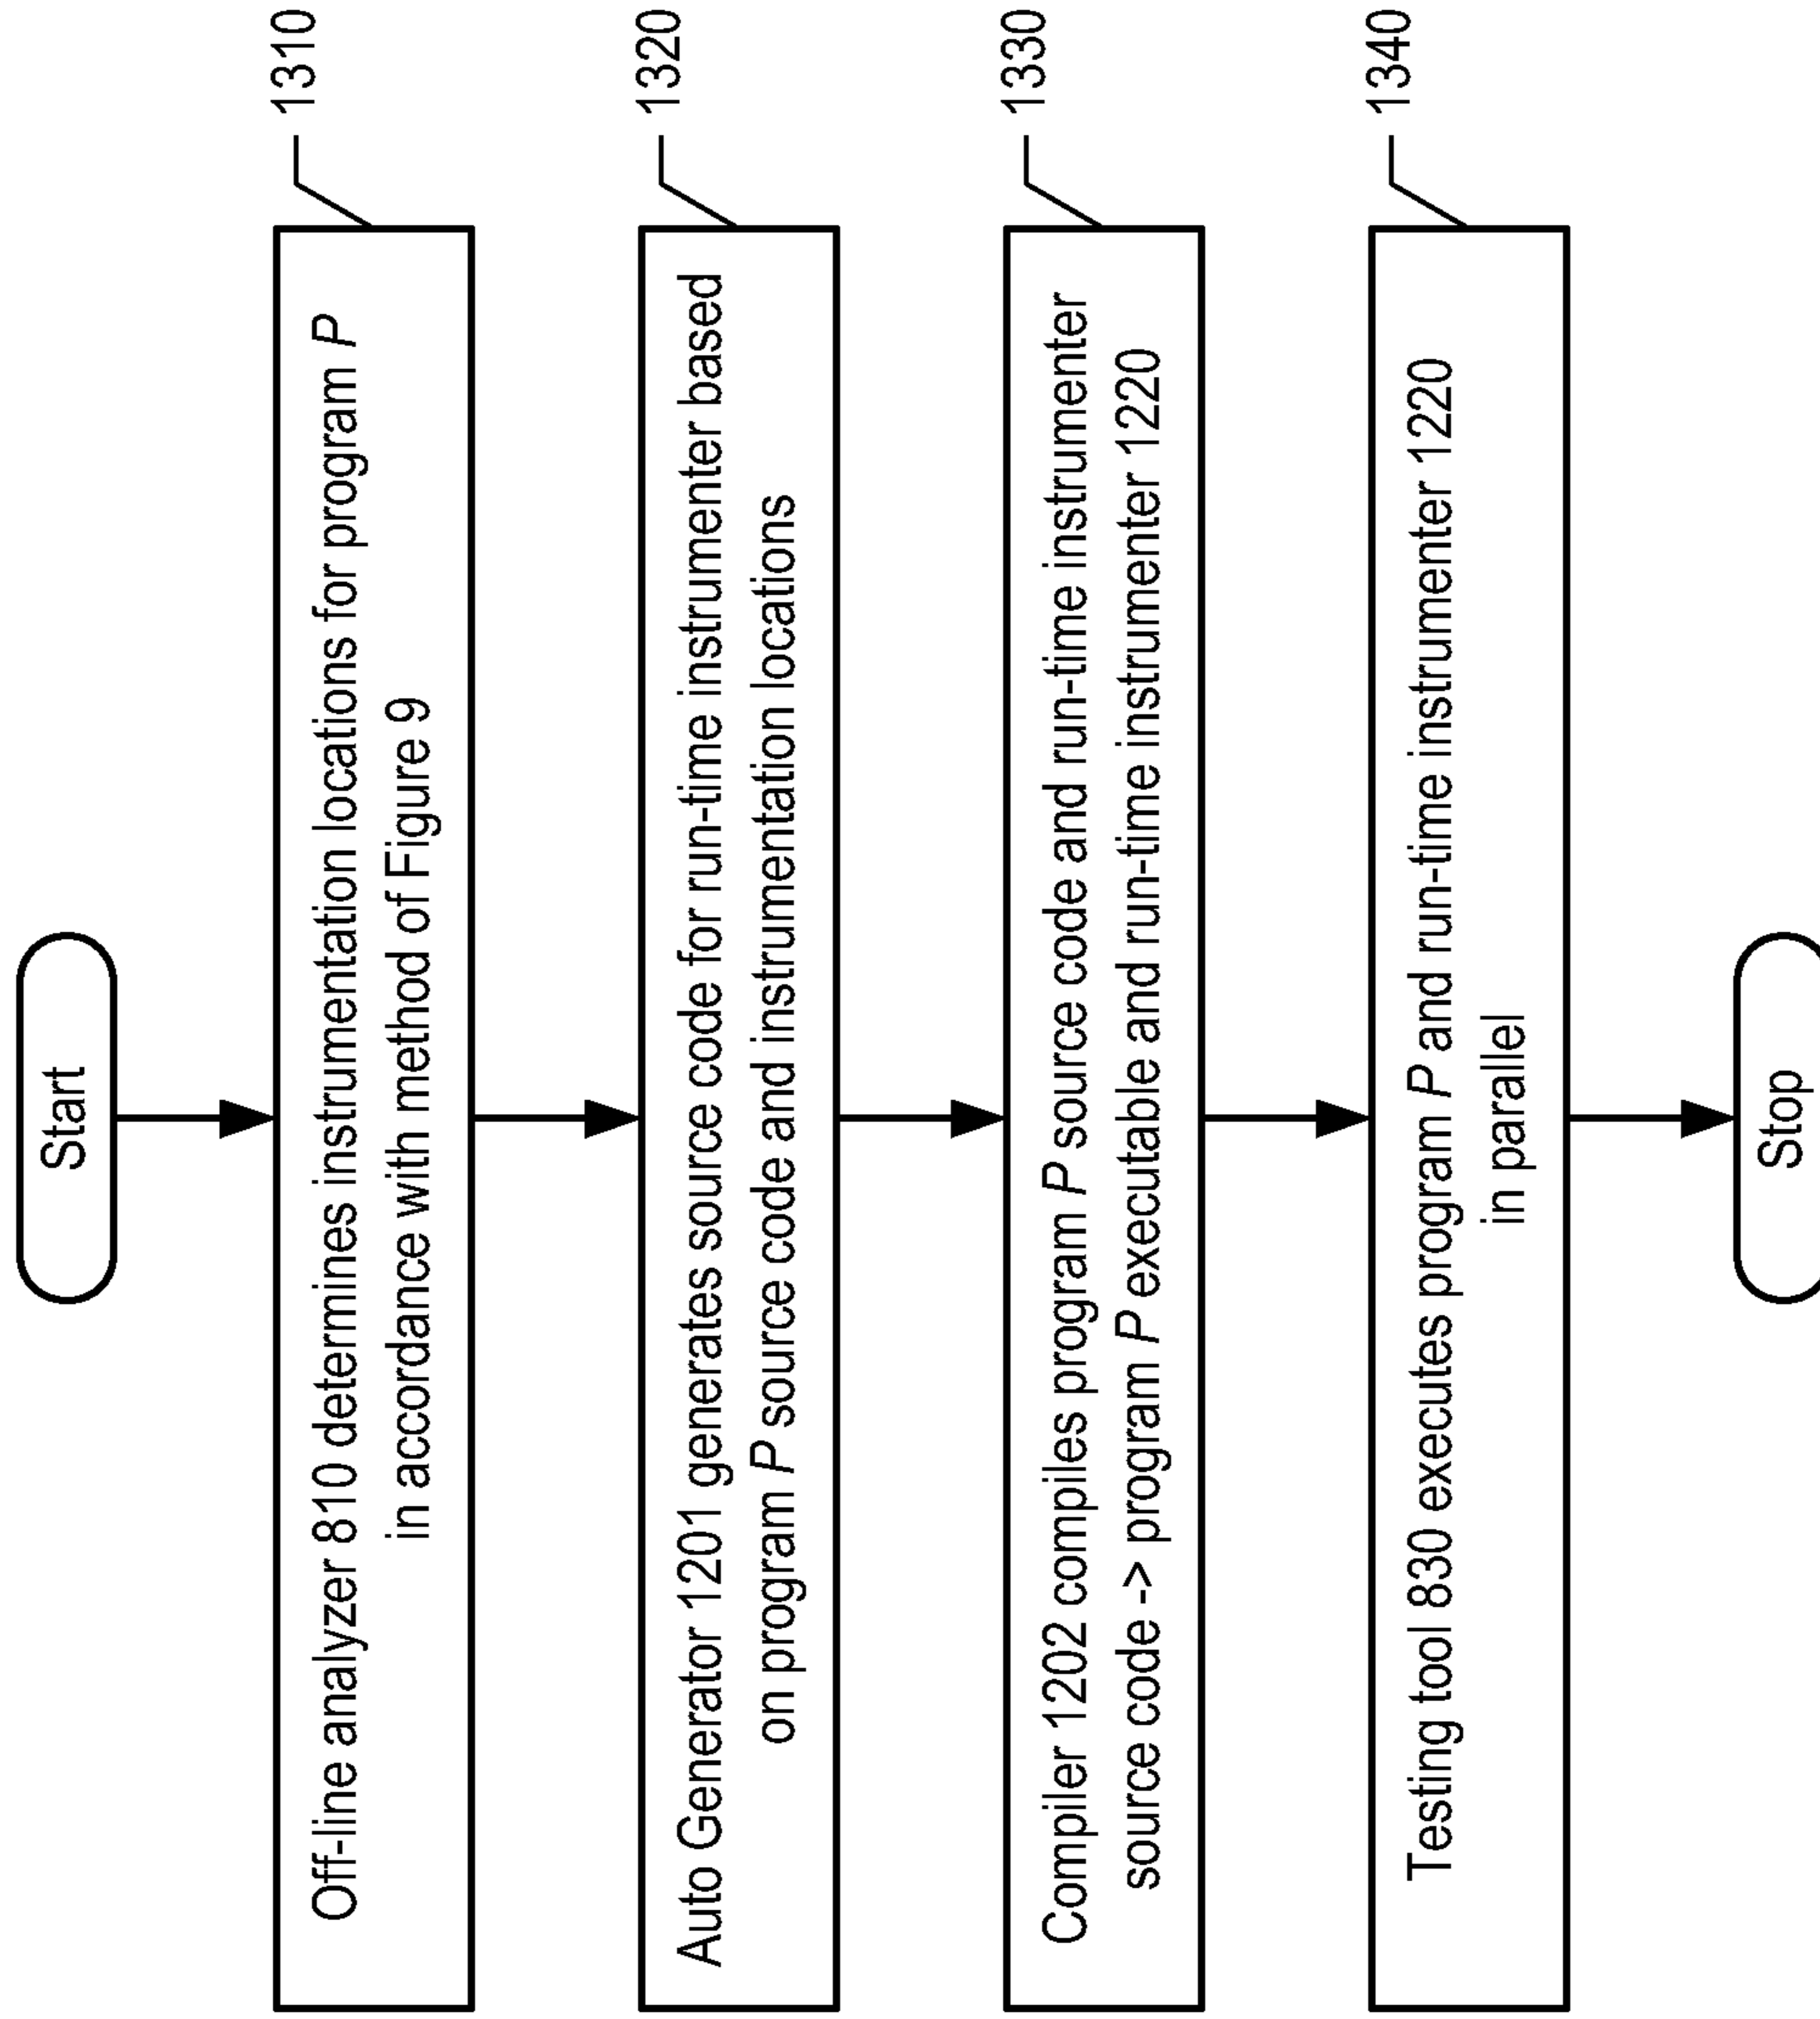 Start
Off-line analyzer 810 determines instrumentation locations for program P
in accordance with method of Figure 9
1310
Auto Generator 1201 generates source code for run-time instrumenter based
on program P source code and instrumentation locations
1320
Compiler 1202 compiles program P source code and run-time instrumenter
source code -> program P executable and run-time instrumenter 1220
1330
Testing tool 830 executes program P and run-time instrumenter 1220
in parallel
1340
Stop